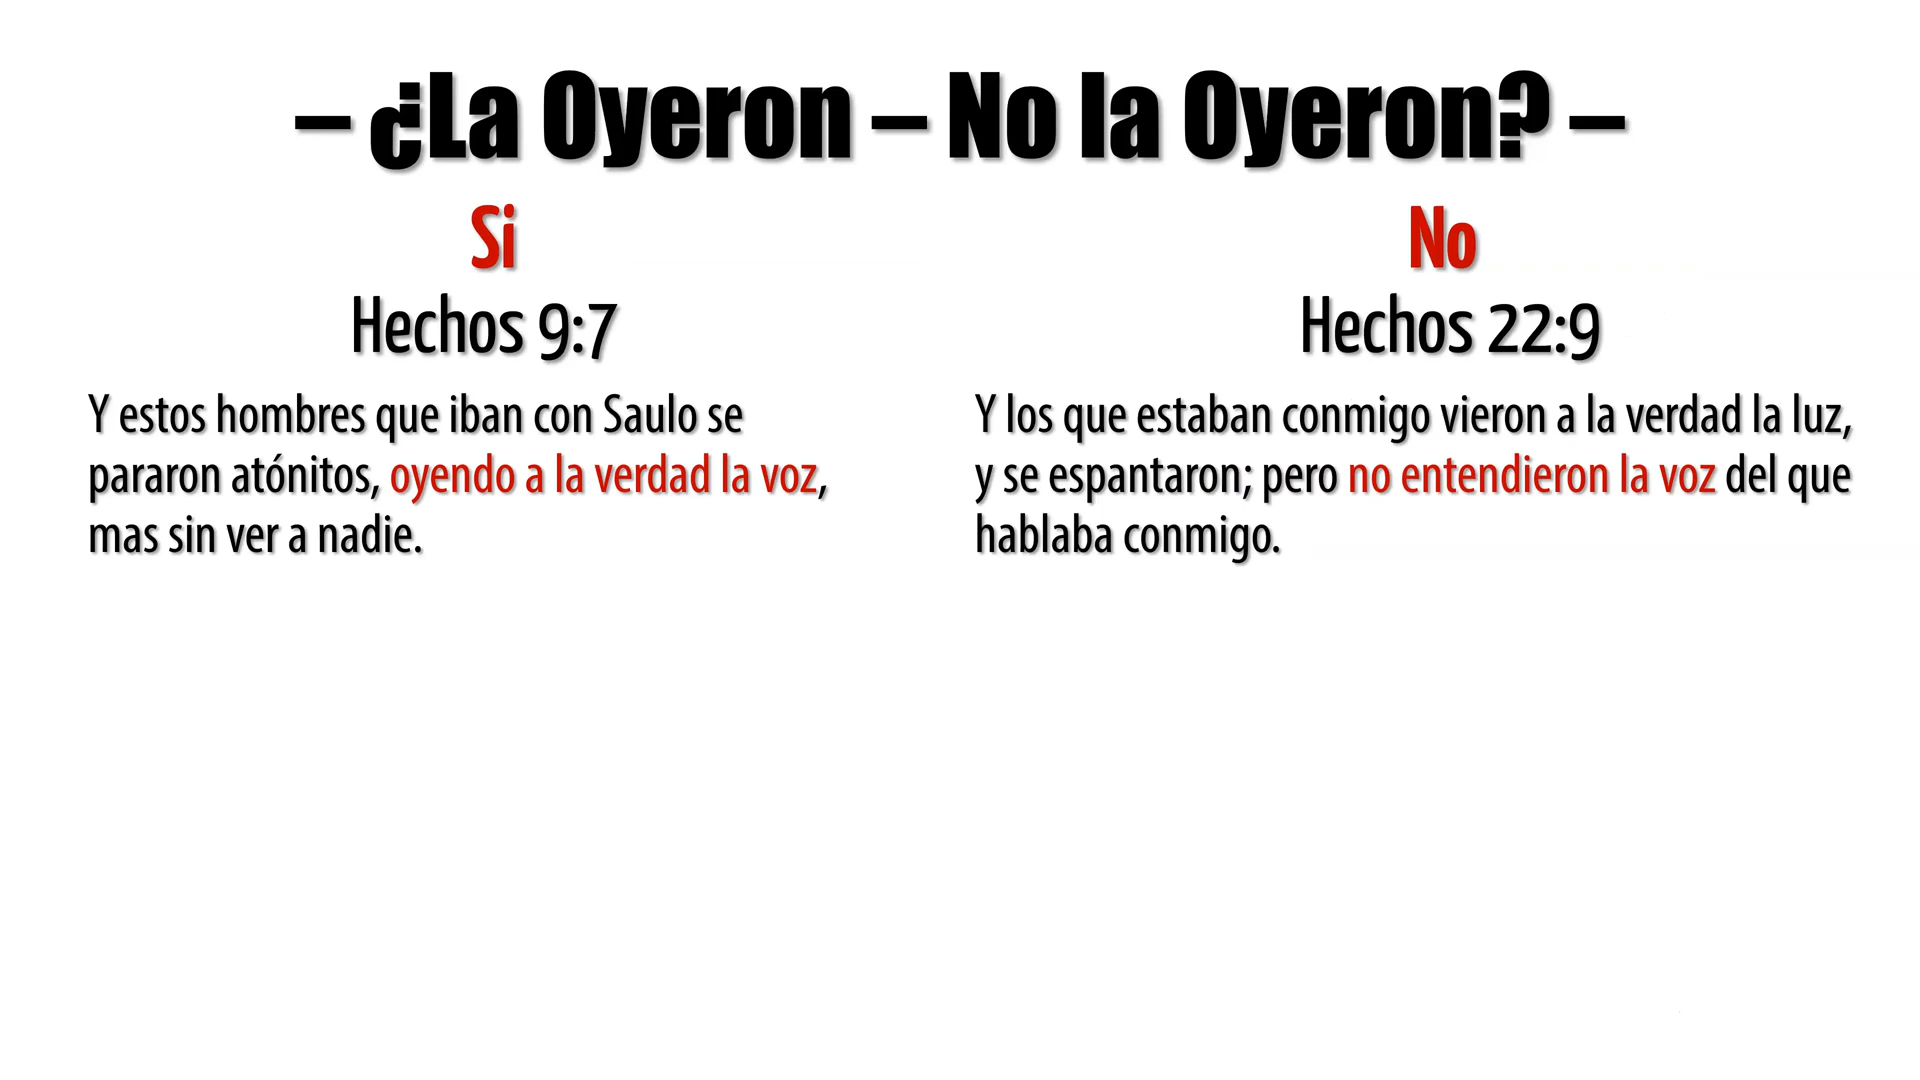 – ¿La Oyeron – No la Oyeron? –
Si
Hechos 9:7
Y estos hombres que iban con Saulo se
pararon atónitos, oyendo a la verdad la voz,
mas sin ver a nadie.
No
Hechos 22:9
Y los que estaban conmigo vieron a la verdad la luz,
y se espantaron; pero no entendieron la voz del que
hablaba conmigo.